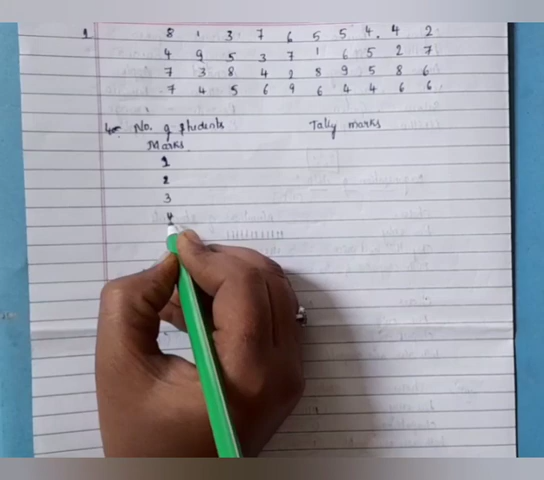 1 8 1 3 7 6 5 5 4 4 2
4 9 5 3 7 1 6 5 2 7
7 3 8 4 2 8 9 5 8 6
7 4 5 6 9 6 4 4 6 6
No. of students Tally marks
Marks
1
2
3
4